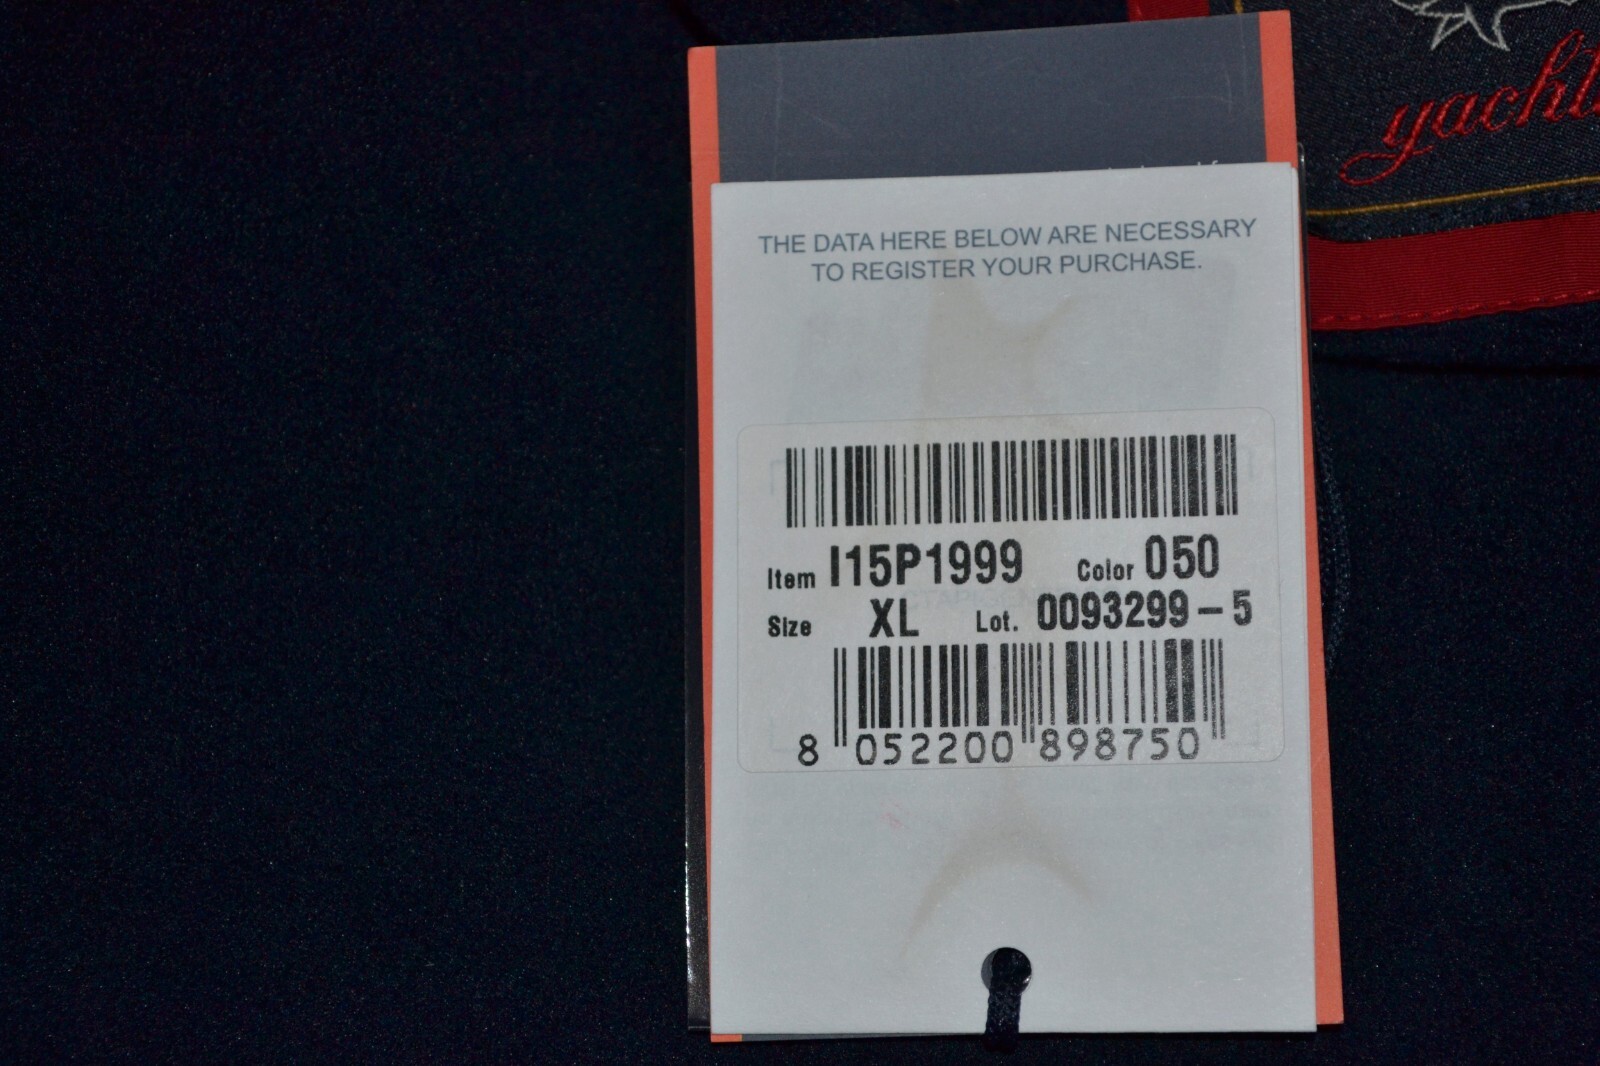 yacht
THE DATA HERE BELOW ARE NECESSARY
TO REGISTER YOUR PURCHASE.
Item I15P1999 Color 050
Size XL Lot. 0093299-5
8 052200 898750